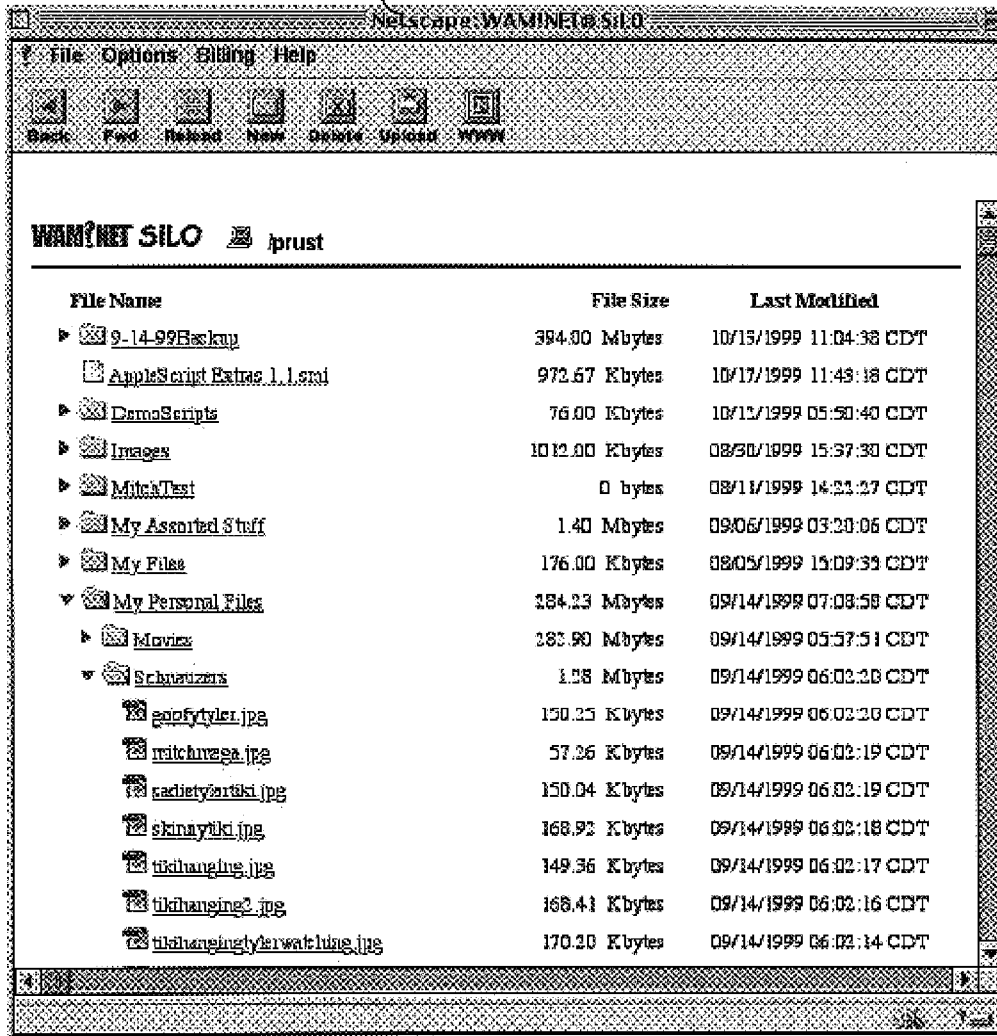 Netscape: WAM!NET® SILO
File Options Billing Help
Back Fwd Reload New Delete Upload WWW
WAM!NET SILO /prust
File Name File Size Last Modified
9-14-99Backup 394.00 Mbytes 10/15/1999 11:04:38 CDT
AppleScript Extras 1.1.smi 972.67 Kbytes 10/17/1999 11:43:18 CDT
DemoScripts 76.00 Kbytes 10/12/1999 05:50:40 CDT
Images 1012.00 Kbytes 08/30/1999 15:37:30 CDT
MitchTest 0 bytes 08/11/1999 14:22:27 CDT
My Assorted Stuff 1.40 Mbytes 09/06/1999 03:20:06 CDT
My Files 176.00 Kbytes 08/05/1999 15:09:39 CDT
My Personal Files 284.23 Mbytes 09/14/1999 07:08:58 CDT
Movies 282.90 Mbytes 09/14/1999 05:57:51 CDT
Schnauzers 1.28 Mbytes 09/14/1999 06:02:20 CDT
goofytyler.jpg 150.25 Kbytes 09/14/1999 06:02:20 CDT
57.26 Kbytes 09/14/1999 06:02:19 CDT
sadietylertiki.jpg 150.04 Kbytes 09/14/1999 06:02:19 CDT
skinnytiki.jpg 168.92 Kbytes 09/14/1999 06:02:18 CDT
tikihanging.jpg 149.36 Kbytes 09/14/1999 06:02:17 CDT
tikihanging2.jpg 168.41 Kbytes 09/14/1999 06:02:16 CDT
tikihangingtylerwatching.jpg 170.20 Kbytes 09/14/1999 06:02:14 CDT